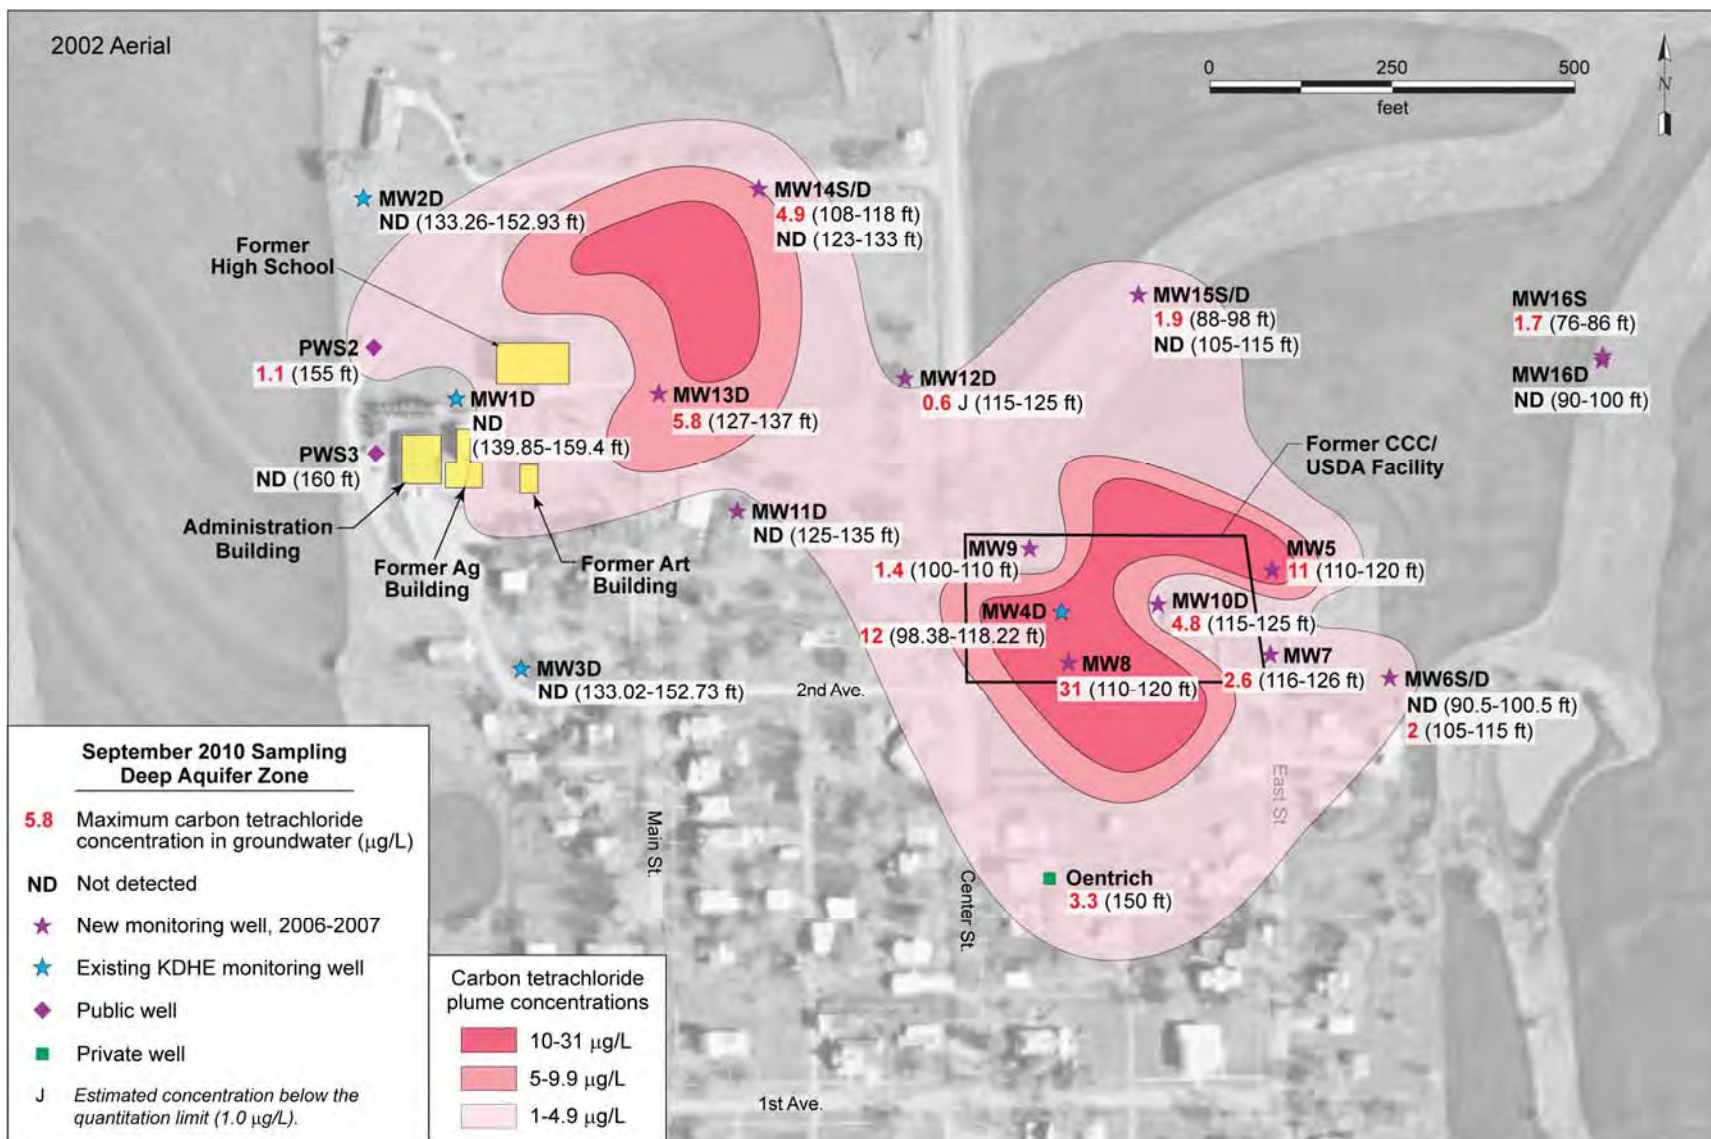 2002 Aerial
0 250 500
feet
N
MW2D
ND (133.26-152.93 ft)
MW14S/D
4.9 (108-118 ft)
ND (123-133 ft)
Former
High School
MW15S/D
1.9 (88-98 ft)
ND (105-115 ft)
MW16S
1.7 (76-86 ft)
MW16D
ND (90-100 ft)
PWS2
1.1 (155 ft)
MW12D
0.6 J (115-125 ft)
MW13D
5.8 (127-137 ft)
MW1D
ND
(139.85-159.4 ft)
PWS3
ND (160 ft)
Former CCC/
USDA Facility
Administration
Building
Former Ag
Building
Former Art
Building
MW11D
ND (125-135 ft)
MW9
1.4 (100-110 ft)
MW5
11 (110-120 ft)
MW4D
12 (98.38-118.22 ft)
MW10D
4.8 (115-125 ft)
MW8
31 (110-120 ft)
MW7
2.6 (116-126 ft)
MW6S/D
ND (90.5-100.5 ft)
2 (105-115 ft)
MW3D
ND (133.02-152.73 ft)
2nd Ave.
Main St.
Center St.
East St.
Oentrich
3.3 (150 ft)
1st Ave.
September 2010 Sampling
Deep Aquifer Zone
5.8 Maximum carbon tetrachloride
concentration in groundwater (µg/L)
ND Not detected
New monitoring well, 2006-2007
Existing KDHE monitoring well
Public well
Private well
J Estimated concentration below the
quantitation limit (1.0 µg/L).
Carbon tetrachloride
plume concentrations
10-31 µg/L
5-9.9 µg/L
1-4.9 µg/L